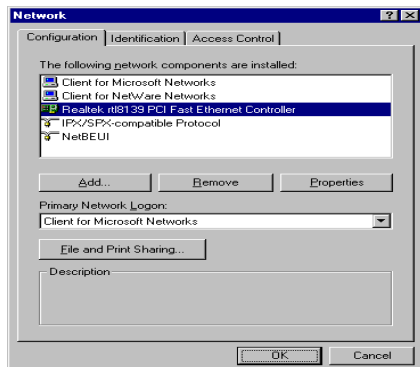 Network
Configuration Identification Access Control
The following network components are installed:
Client for Microsoft Networks
Client for NetWare Networks
Realtek rtl8139 PCI Fast Ethernet Controller
IPX/SPX-compatible Protocol
NetBEUI
Add... Remove Properties
Primary Network Logon:
Client for Microsoft Networks
File and Print Sharing...
Description
OK Cancel